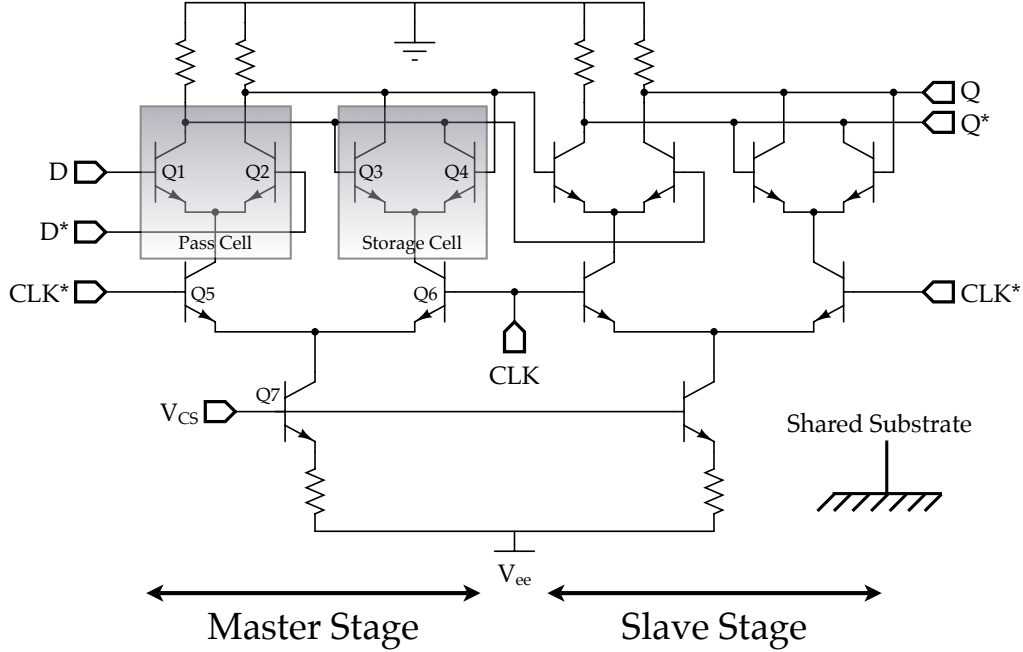 Q
Q*
D
Q1
Q2
Q3
Q4
D*
Pass Cell
Storage Cell
CLK*
Q5
Q6
CLK*
CLK
Q7
VCS
Shared Substrate
Vee
Master Stage
Slave Stage